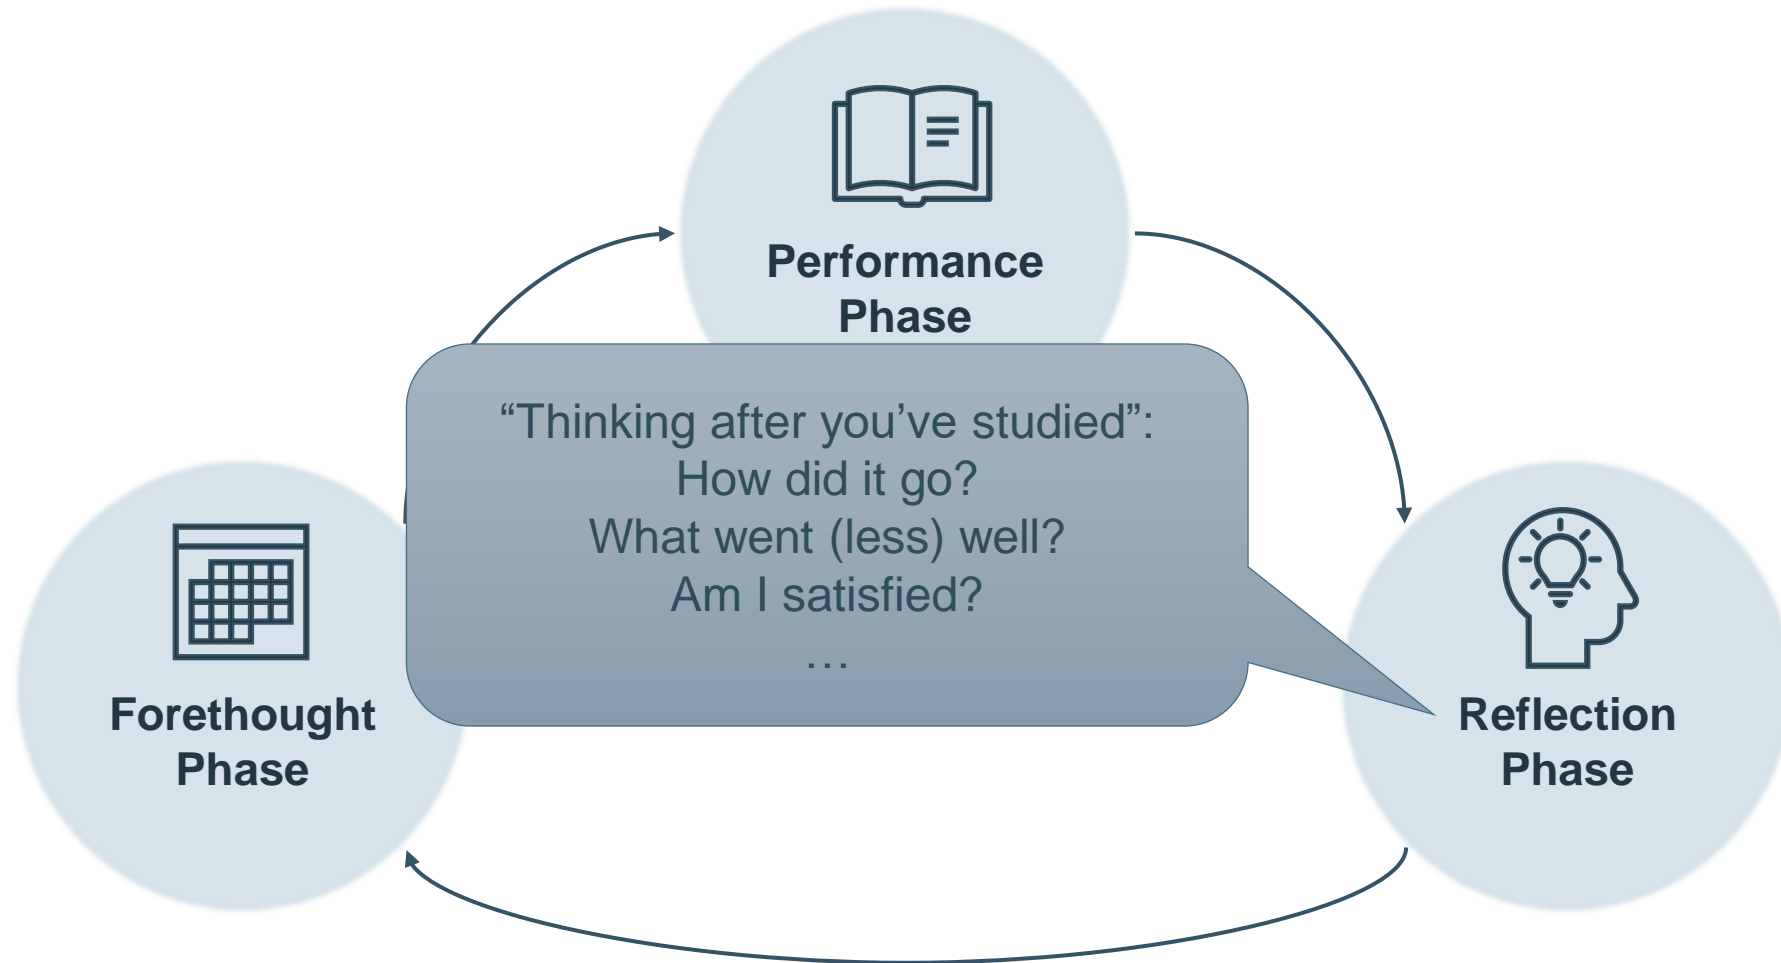 Performance
Phase
“Thinking after you’ve studied”:
How did it go?
What went (less) well?
Am I satisfied?
…
Forethought
Phase
Reflection
Phase